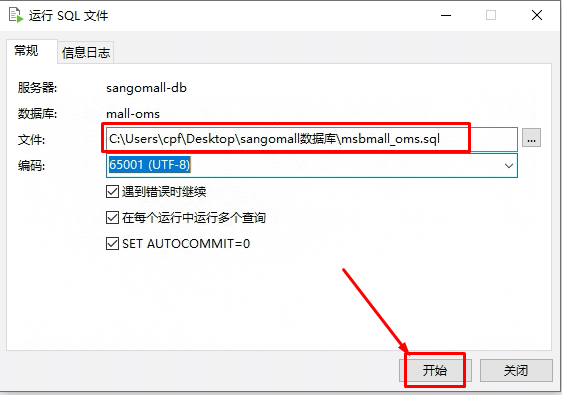 运行 SQL 文件
常规 信息日志
服务器: sangomall-db
数据库: mall-oms
文件: C:\Users\cpf\Desktop\sangomall数据库\msbmall_oms.sql ...
编码: 65001 (UTF-8)
遇到错误时继续
在每个运行中运行多个查询
SET AUTOCOMMIT=0
开始 关闭